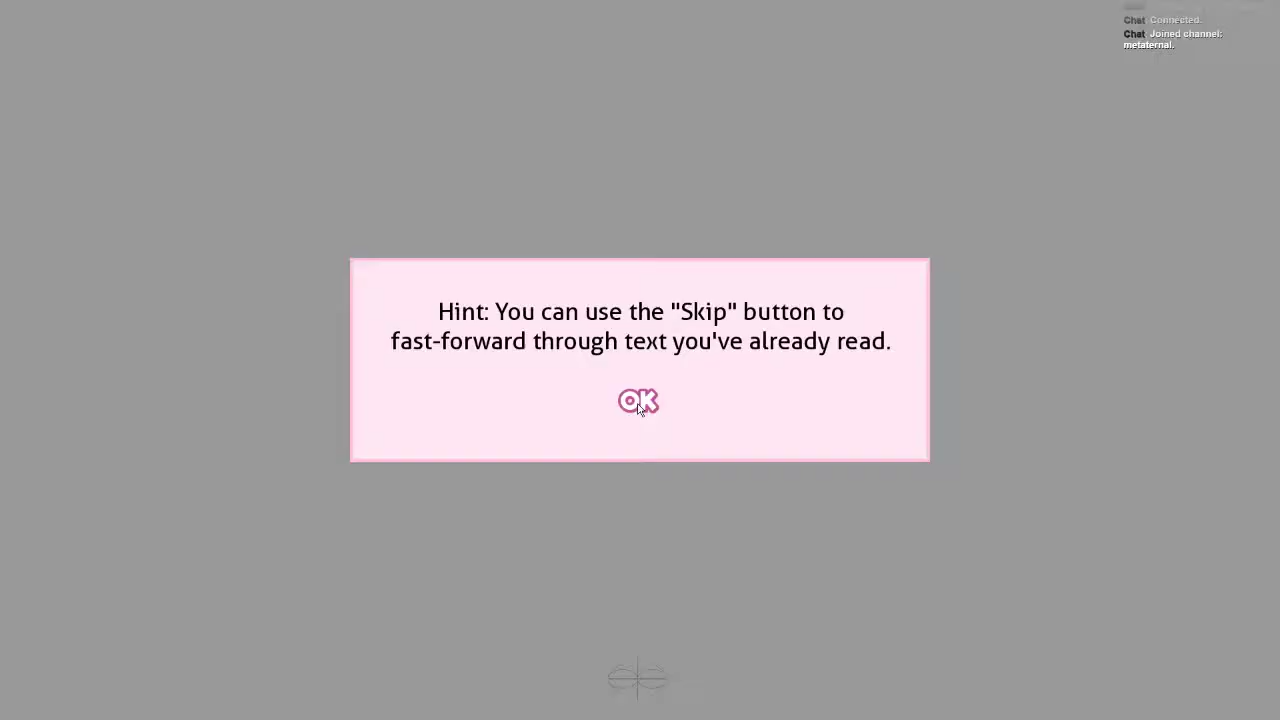 Chat Connected.
Chat Joined channel:
metaternal.
Hint: You can use the "Skip" button to
fast-forward through text you've already read.
OK